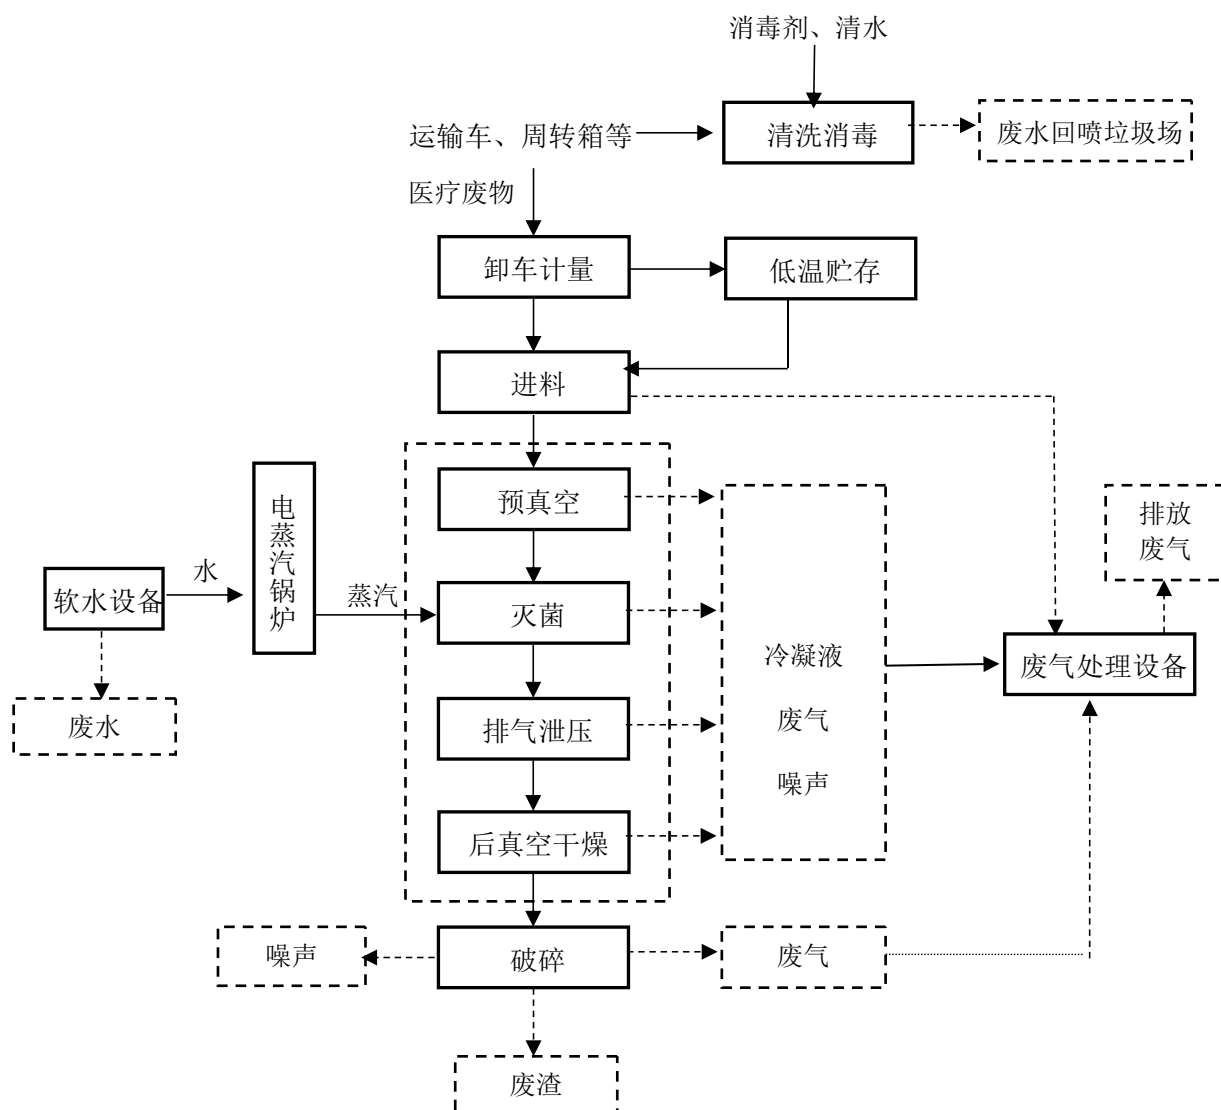 消毒剂、清水
运输车、周转箱等
清洗消毒
废水回喷垃圾场
医疗废物
卸车计量
低温贮存
进料
预真空
电
蒸
汽
锅
炉
排放
废气
水
蒸汽
软水设备
灭菌
冷凝液
废气处理设备
废水
排气泄压
废气
噪声
后真空干燥
噪声
破碎
废气
废渣